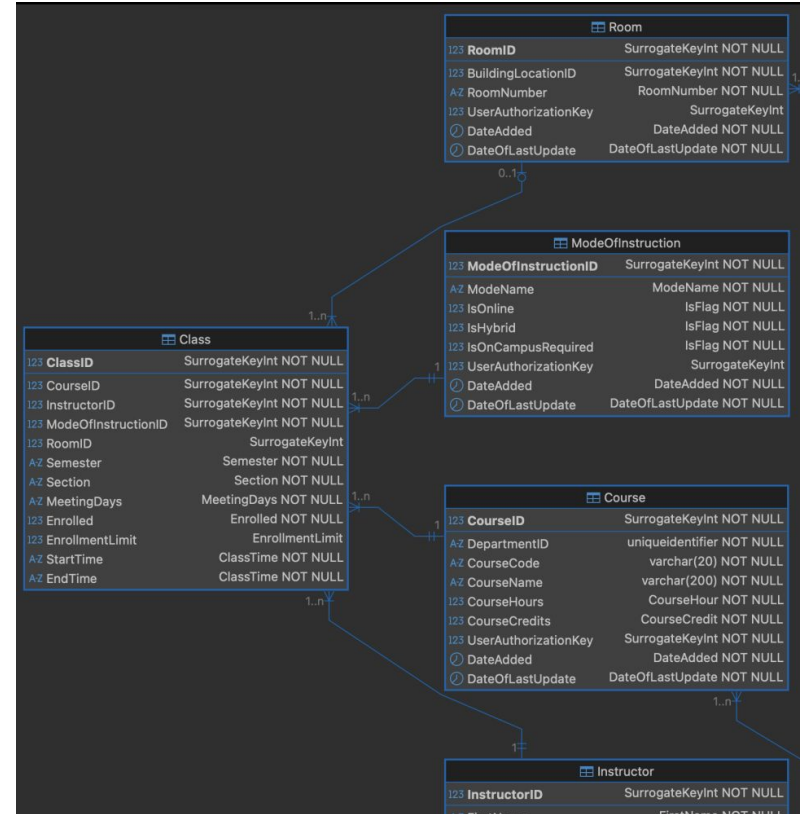 Room
123 RoomID SurrogateKeyInt NOT NULL
123 BuildingLocationID SurrogateKeyInt NOT NULL
A-Z RoomNumber RoomNumber NOT NULL
123 UserAuthorizationKey SurrogateKeyInt
DateAdded DateAdded NOT NULL
DateOfLastUpdate DateOfLastUpdate NOT NULL
0..1
ModeOfInstruction
123 ModeOfInstructionID SurrogateKeyInt NOT NULL
A-Z ModeName ModeName NOT NULL
123 IsOnline IsFlag NOT NULL
123 IsHybrid IsFlag NOT NULL
123 IsOnCampusRequired IsFlag NOT NULL
123 UserAuthorizationKey SurrogateKeyInt
DateAdded DateAdded NOT NULL
DateOfLastUpdate DateOfLastUpdate NOT NULL
1..n
Class
123 ClassID SurrogateKeyInt NOT NULL
123 CourseID SurrogateKeyInt NOT NULL
123 InstructorID SurrogateKeyInt NOT NULL
123 ModeOfInstructionID SurrogateKeyInt NOT NULL
123 RoomID SurrogateKeyInt
A-Z Semester Semester NOT NULL
A-Z Section Section NOT NULL
A-Z MeetingDays MeetingDays NOT NULL
123 Enrolled Enrolled NOT NULL
123 EnrollmentLimit EnrollmentLimit
A-Z StartTime ClassTime NOT NULL
A-Z EndTime ClassTime NOT NULL
1
1..n
1..n
1
1..n
Course
123 CourseID SurrogateKeyInt NOT NULL
A-Z DepartmentID uniqueidentifier NOT NULL
A-Z CourseCode varchar(20) NOT NULL
A-Z CourseName varchar(200) NOT NULL
123 CourseHours CourseHour NOT NULL
123 CourseCredits CourseCredit NOT NULL
123 UserAuthorizationKey SurrogateKeyInt NOT NULL
DateAdded DateAdded NOT NULL
DateOfLastUpdate DateOfLastUpdate NOT NULL
1..n
1
Instructor
123 InstructorID SurrogateKeyInt NOT NULL